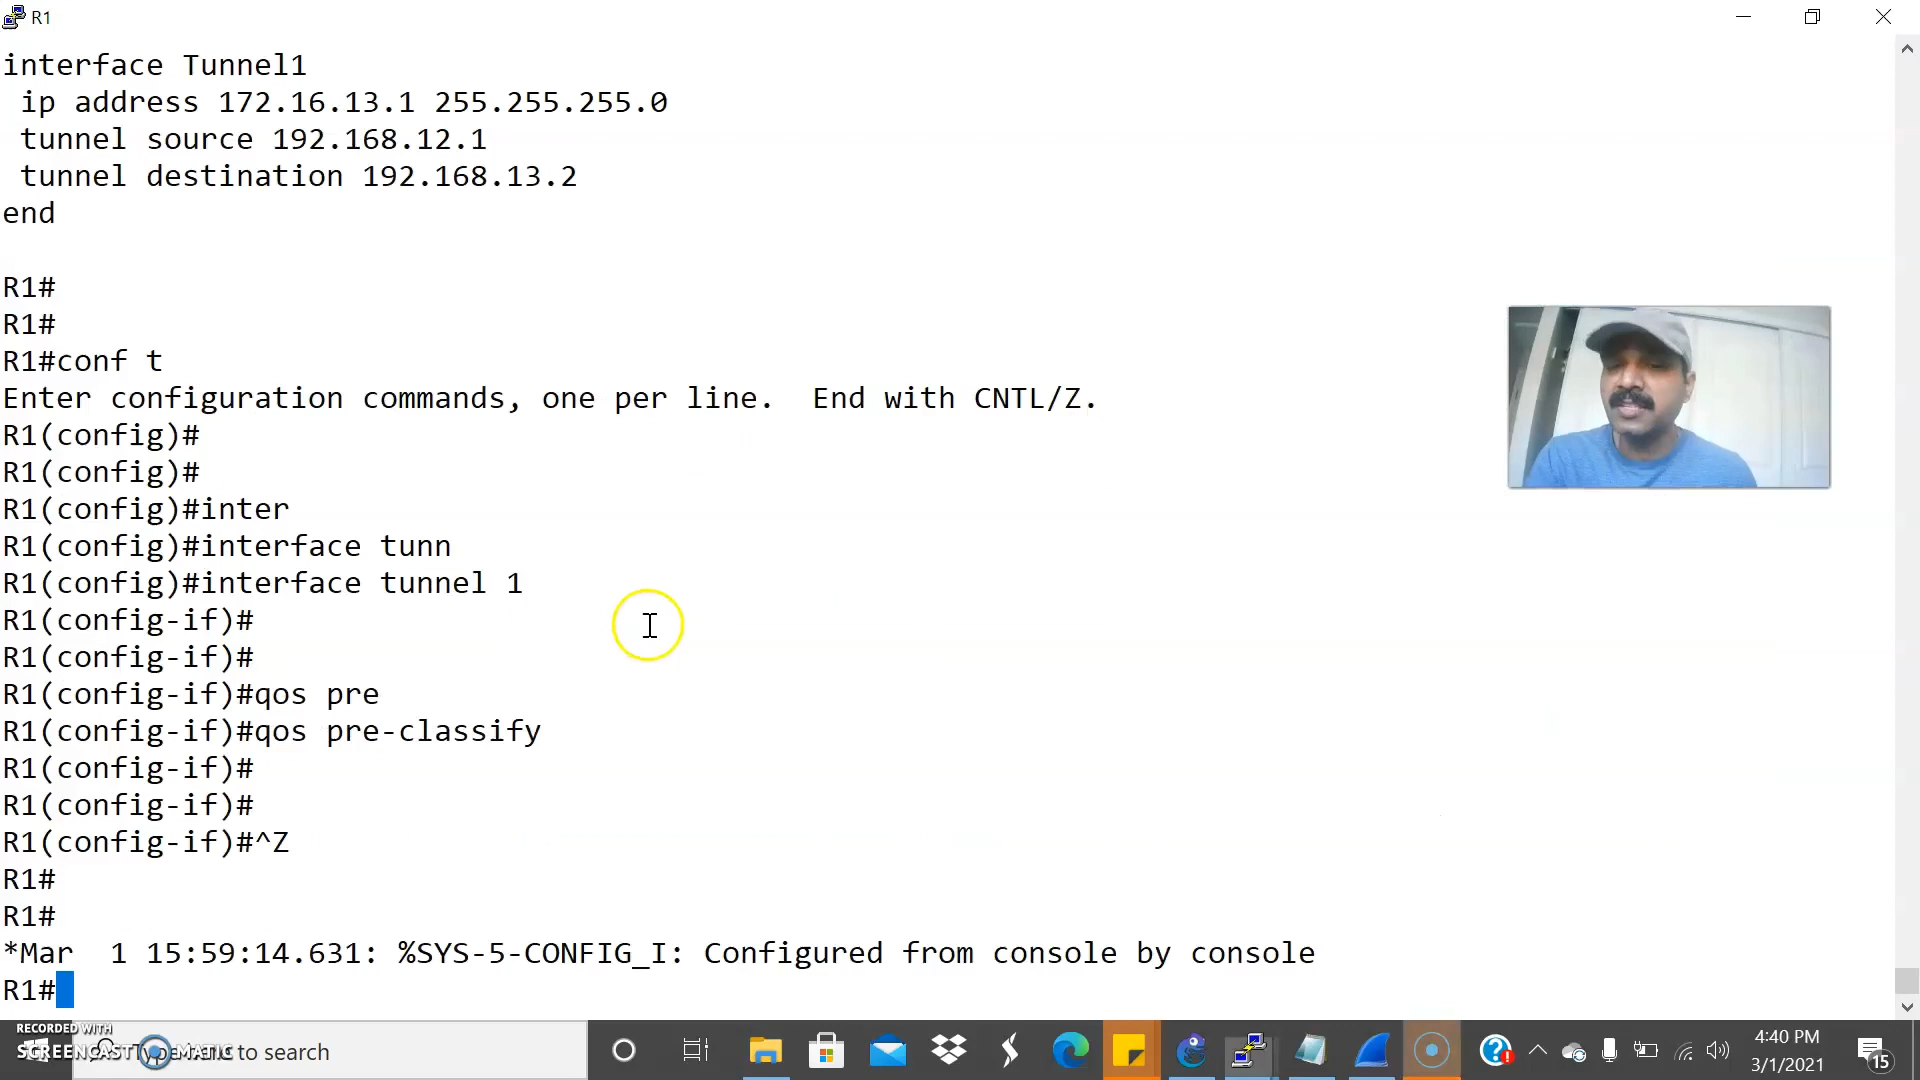 R1
interface Tunnel1
 ip address 172.16.13.1 255.255.255.0
 tunnel source 192.168.12.1
 tunnel destination 192.168.13.2
end
R1#
R1#
R1#conf t
Enter configuration commands, one per line.  End with CNTL/Z.
R1(config)#
R1(config)#
R1(config)#inter
R1(config)#interface tunn
R1(config)#interface tunnel 1
R1(config-if)#
R1(config-if)#
R1(config-if)#qos pre
R1(config-if)#qos pre-classify
R1(config-if)#
R1(config-if)#
R1(config-if)#^Z
R1#
R1#
*Mar  1 15:59:14.631: %SYS-5-CONFIG_I: Configured from console by console
R1#
RECORDED WITH
SCREENCAST MATIC
Type here to search
4:40 PM
3/1/2021
15